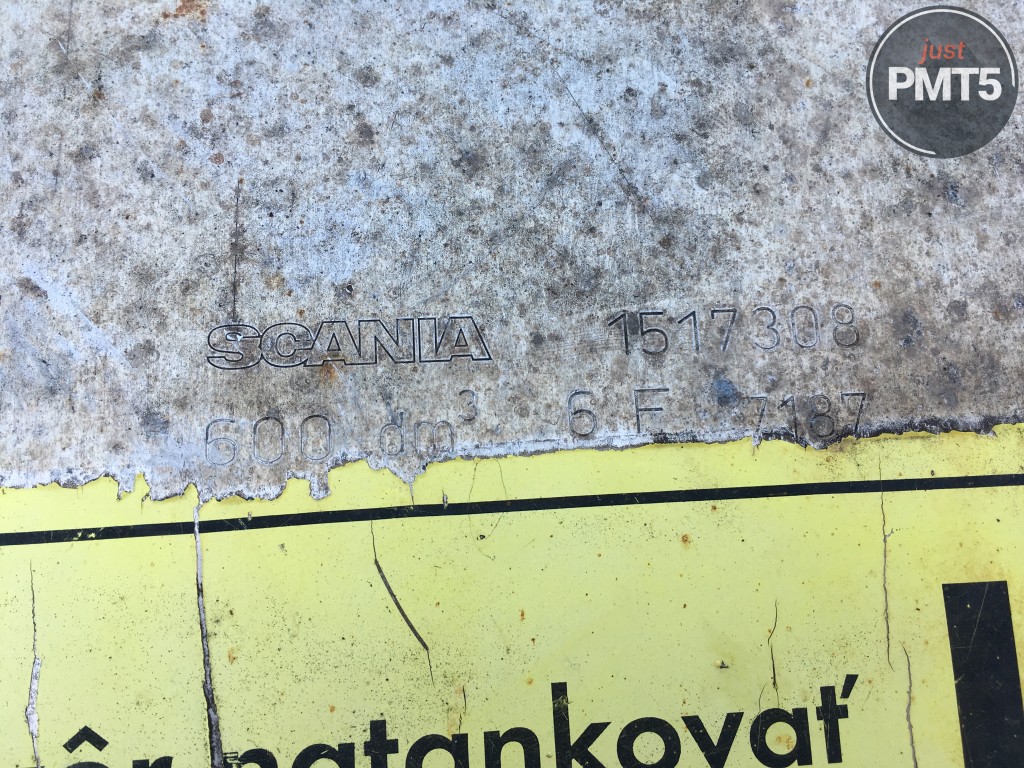 just
PMT5
SCANIA 1517308
600 dm³ 6 F 7187
natankovať